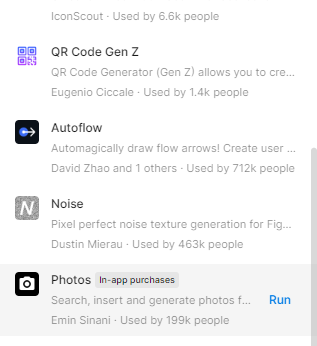 IconScout · Used by 6.6k people
QR Code Gen Z
QR Code Generator (Gen Z) allows you to cre...
Eugenio Ciccale · Used by 1.4k people
Autoflow
Automagically draw flow arrows! Create user ...
David Zhao and 1 others · Used by 712k people
N
Noise
Pixel perfect noise texture generation for Fig...
Dustin Mierau · Used by 463k people
Photos In-app purchases
Search, insert and generate photos f... Run
Emin Sinani · Used by 199k people